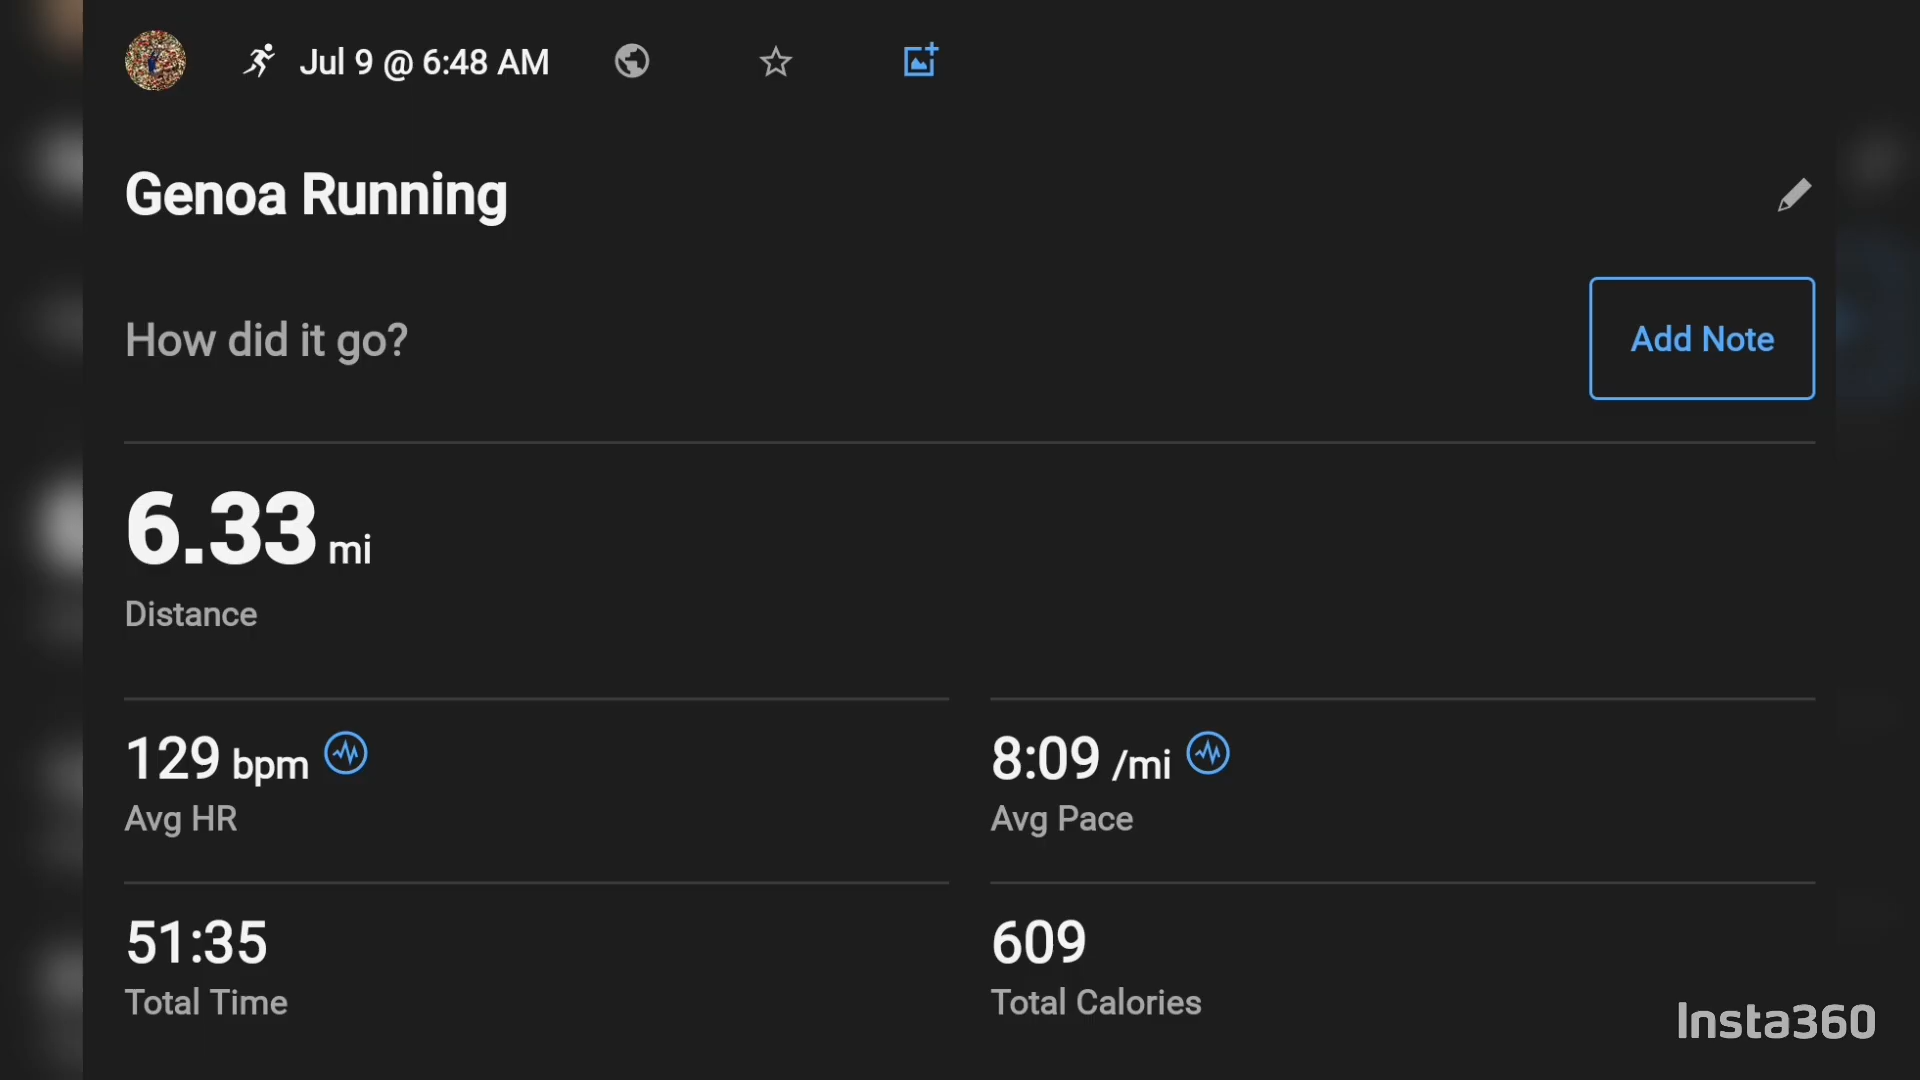 Jul 9 @ 6:48 AM
Genoa Running
How did it go?
Add Note
6.33 mi
Distance
129 bpm
Avg HR
8:09 /mi
Avg Pace
51:35
Total Time
609
Total Calories
Insta360